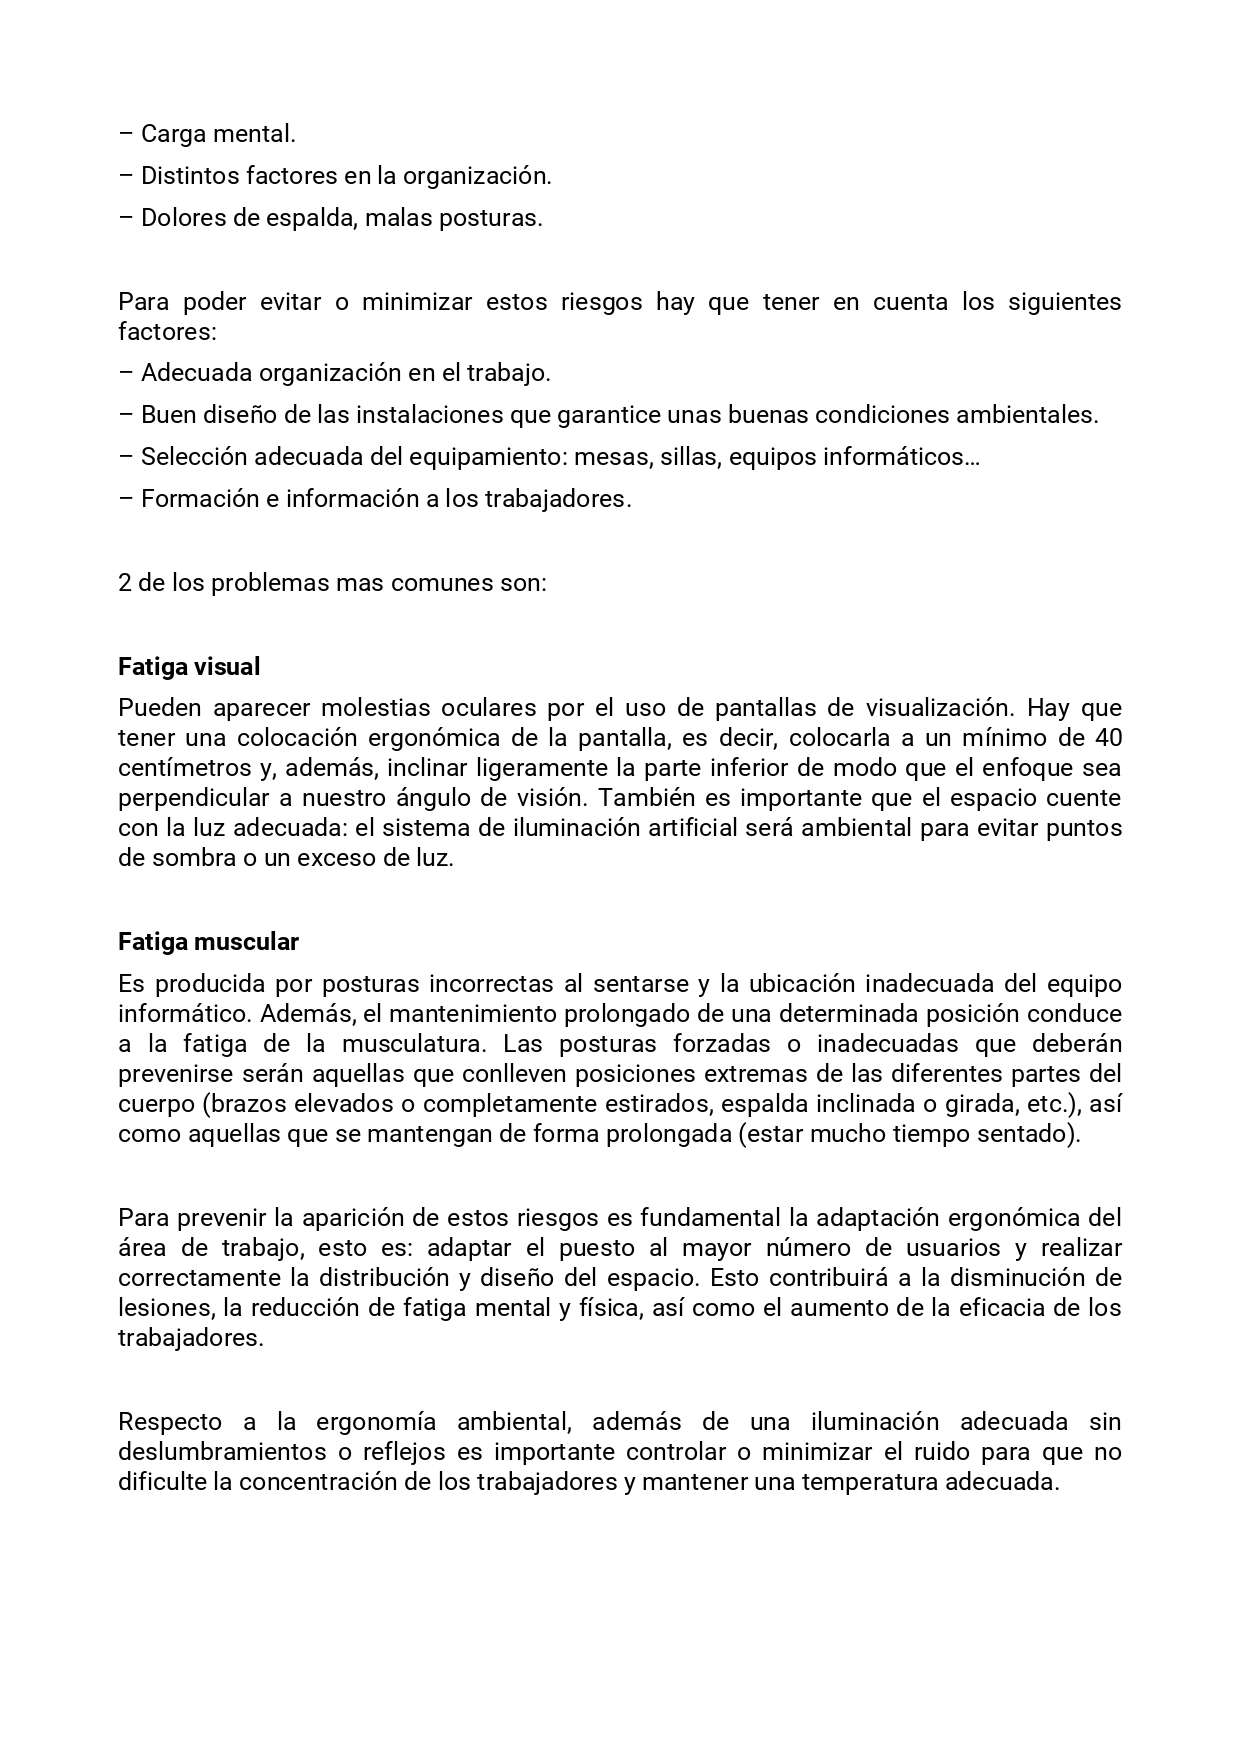 – Carga mental.
– Distintos factores en la organización.
– Dolores de espalda, malas posturas.
Para poder evitar o minimizar estos riesgos hay que tener en cuenta los siguientes
factores:
– Adecuada organización en el trabajo.
– Buen diseño de las instalaciones que garantice unas buenas condiciones ambientales.
– Selección adecuada del equipamiento: mesas, sillas, equipos informáticos…
– Formación e información a los trabajadores.
2 de los problemas mas comunes son:
Fatiga visual
Pueden aparecer molestias oculares por el uso de pantallas de visualización. Hay que
tener una colocación ergonómica de la pantalla, es decir, colocarla a un mínimo de 40
centímetros y, además, inclinar ligeramente la parte inferior de modo que el enfoque sea
perpendicular a nuestro ángulo de visión. También es importante que el espacio cuente
con la luz adecuada: el sistema de iluminación artificial será ambiental para evitar puntos
de sombra o un exceso de luz.
Fatiga muscular
Es producida por posturas incorrectas al sentarse y la ubicación inadecuada del equipo
informático. Además, el mantenimiento prolongado de una determinada posición conduce
a la fatiga de la musculatura. Las posturas forzadas o inadecuadas que deberán
prevenirse serán aquellas que conlleven posiciones extremas de las diferentes partes del
cuerpo (brazos elevados o completamente estirados, espalda inclinada o girada, etc.), así
como aquellas que se mantengan de forma prolongada (estar mucho tiempo sentado).
Para prevenir la aparición de estos riesgos es fundamental la adaptación ergonómica del
área de trabajo, esto es: adaptar el puesto al mayor número de usuarios y realizar
correctamente la distribución y diseño del espacio. Esto contribuirá a la disminución de
lesiones, la reducción de fatiga mental y física, así como el aumento de la eficacia de los
trabajadores.
Respecto a la ergonomía ambiental, además de una iluminación adecuada sin
deslumbramientos o reflejos es importante controlar o minimizar el ruido para que no
dificulte la concentración de los trabajadores y mantener una temperatura adecuada.